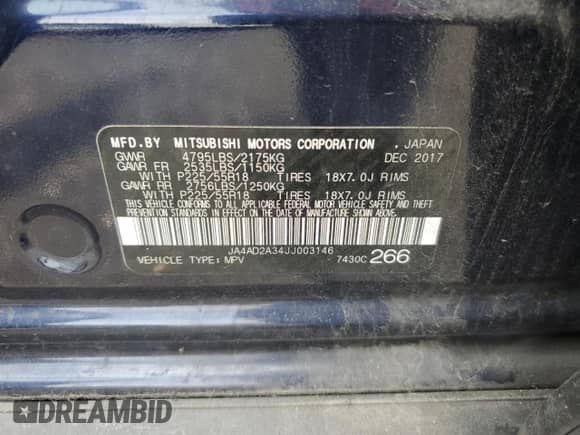 MFD.BY MITSUBISHI MOTORS CORPORATION , JAPAN
GVWR 4795LBS/2175KG DEC 2017
GAWR FR 2535LBS/1150KG
WITH P225/55R18 TIRES 18X7.0J RIMS
GAWR RR 2756LBS/1250KG
WITH P225/55R18 TIRES 18X7.0J RIMS
THIS VEHICLE CONFORMS TO ALL APPLICABLE FEDERAL MOTOR VEHICLE SAFETY, BUMPER AND THEFT
PREVENTION STANDARDS IN EFFECT ON THE DATE OF MANUFACTURE SHOWN ABOVE.
JA4AD2A34JJ003146
VEHICLE TYPE:MPV 7430C 266
DREAMBID